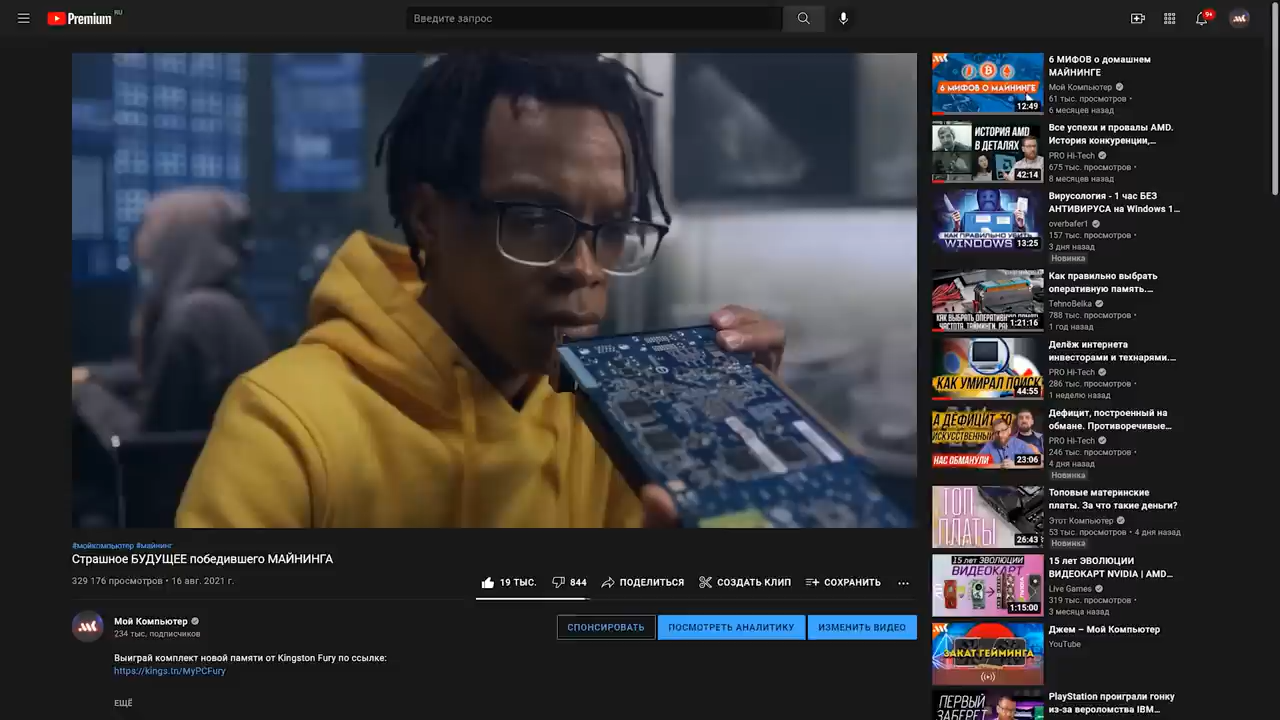 Premium RU
Введите запрос
9+
#мойкомпьютер #майнинг
Страшное БУДУЩЕЕ победившего МАЙНИНГА
329 176 просмотров • 16 авг. 2021 г.
19 ТЫС.
844
ПОДЕЛИТЬСЯ
СОЗДАТЬ КЛИП
СОХРАНИТЬ
Мой Компьютер
234 тыс. подписчиков
СПОНСИРОВАТЬ
ПОСМОТРЕТЬ АНАЛИТИКУ
ИЗМЕНИТЬ ВИДЕО
Выиграй комплект новой памяти от Kingston Fury по ссылке:
https://kings.tn/MyPCFury
ЕЩЁ
6 МИФОВ О МАЙНИНГЕ
12:49
6 МИФОВ о домашнем
МАЙНИНГЕ
Мой Компьютер
61 тыс. просмотров •
6 месяцев назад
ИСТОРИЯ AMD
В ДЕТАЛЯХ
42:14
Все успехи и провалы AMD.
История конкуренции,...
PRO Hi-Tech
675 тыс. просмотров •
8 месяцев назад
КАК ПРАВИЛЬНО УБИТЬ
WINDOWS
13:25
Вирусология - 1 час БЕЗ
АНТИВИРУСА на Windows 1...
overbafer1
157 тыс. просмотров •
3 дня назад
Новинка
1:21:16
Как правильно выбрать
оперативную память....
TehnoBelka
788 тыс. просмотров •
1 год назад
КАК УМИРАЛ ПОИСК
44:55
Делёж интернета
инвесторами и технарями....
PRO Hi-Tech
286 тыс. просмотров •
1 неделю назад
А ДЕФИЦИТ-ТО
ИСКУССТВЕННЫЙ
НАС ОБМАНУЛИ
23:06
Дефицит, построенный на
обмане. Противоречивые...
PRO Hi-Tech
246 тыс. просмотров •
4 дня назад
Новинка
ТОП
ПЛАТЫ
26:43
Топовые материнские
платы. За что такие деньги?
Этот Компьютер
53 тыс. просмотров • 4 дня назад
Новинка
15 ЛЕТ ЭВОЛЮЦИИ
ВИДЕОКАРТ
1:15:00
15 лет ЭВОЛЮЦИИ
ВИДЕОКАРТ NVIDIA | AMD...
Live Games
319 тыс. просмотров •
3 месяца назад
ЗАКАТ ГЕЙМИНГА
Джем – Мой Компьютер
YouTube
ПЕРВЫЙ
ЗАБЕРЕТ
PlayStation проиграли гонку
из-за вероломства IBM...